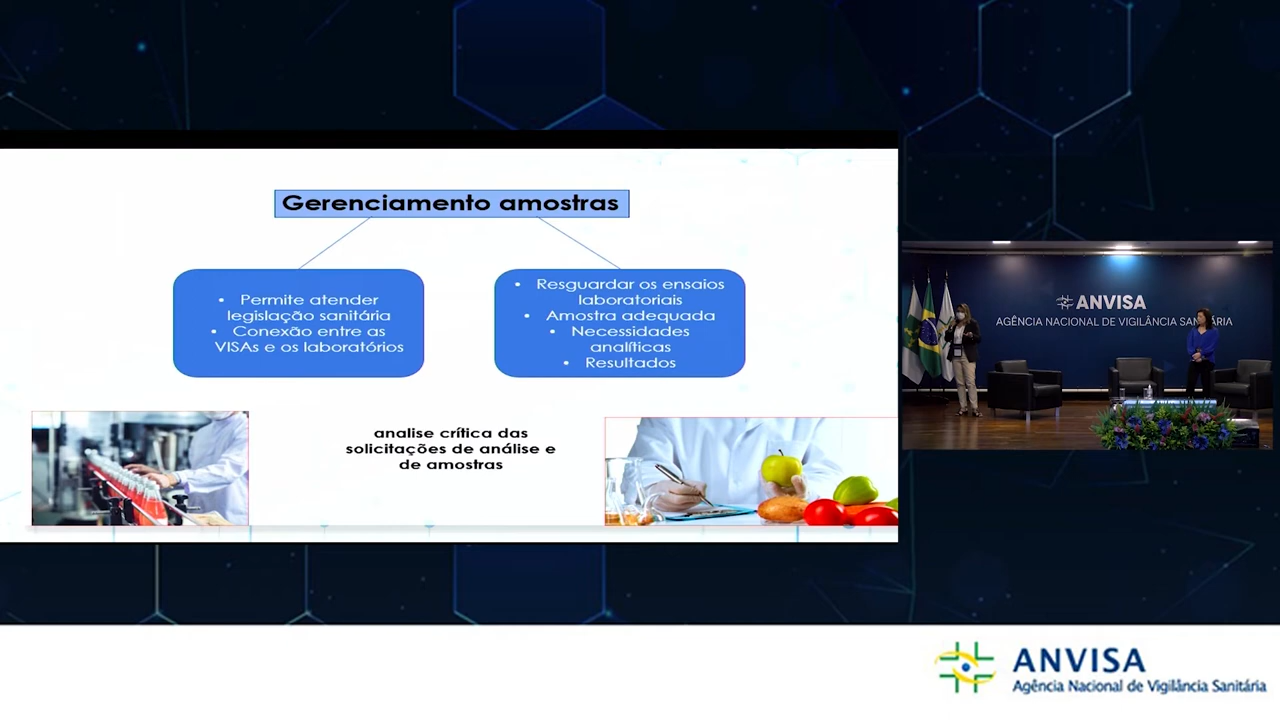 Gerenciamento amostras
• Permite atender
legislação sanitária
• Conexão entre as
VISAs e os laboratórios
• Resguardar os ensaios
laboratoriais
• Amostra adequada
• Necessidades
analíticas
• Resultados
analise crítica das
solicitações de análise e
de amostras
ANVISA
AGÊNCIA NACIONAL DE VIGILÂNCIA SANITÁRIA
ANVISA
Agência Nacional de Vigilância Sanitária